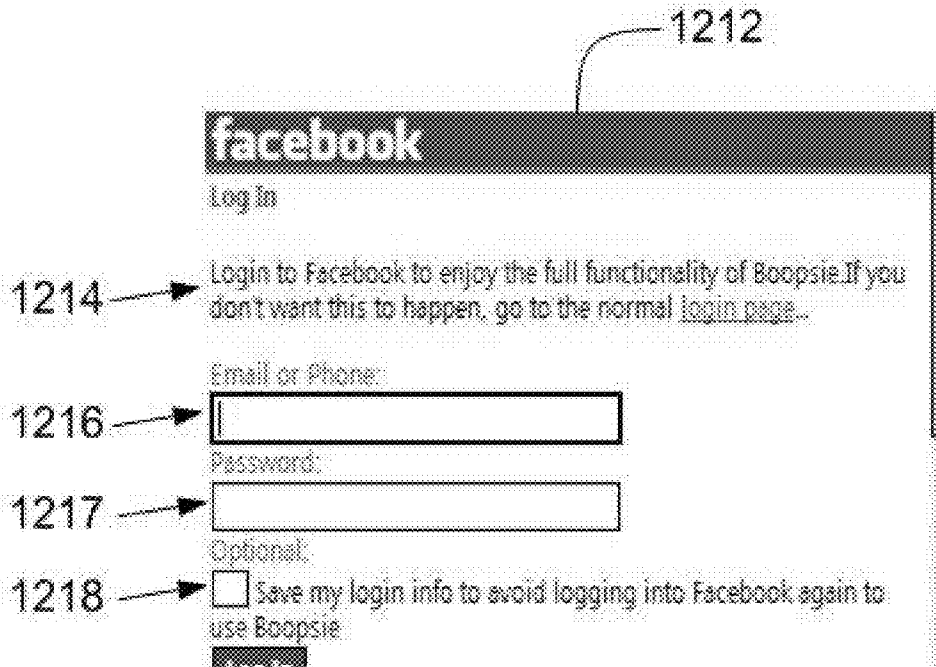 1212
facebook
Log In
1214
Login to Facebook to enjoy the full functionality of Boopsie.If you
don't want this to happen, go to the normal login page..
Email or Phone:
1216
Password:
1217
Optional:
1218
Save my login info to avoid logging into Facebook again to
use Boopsie